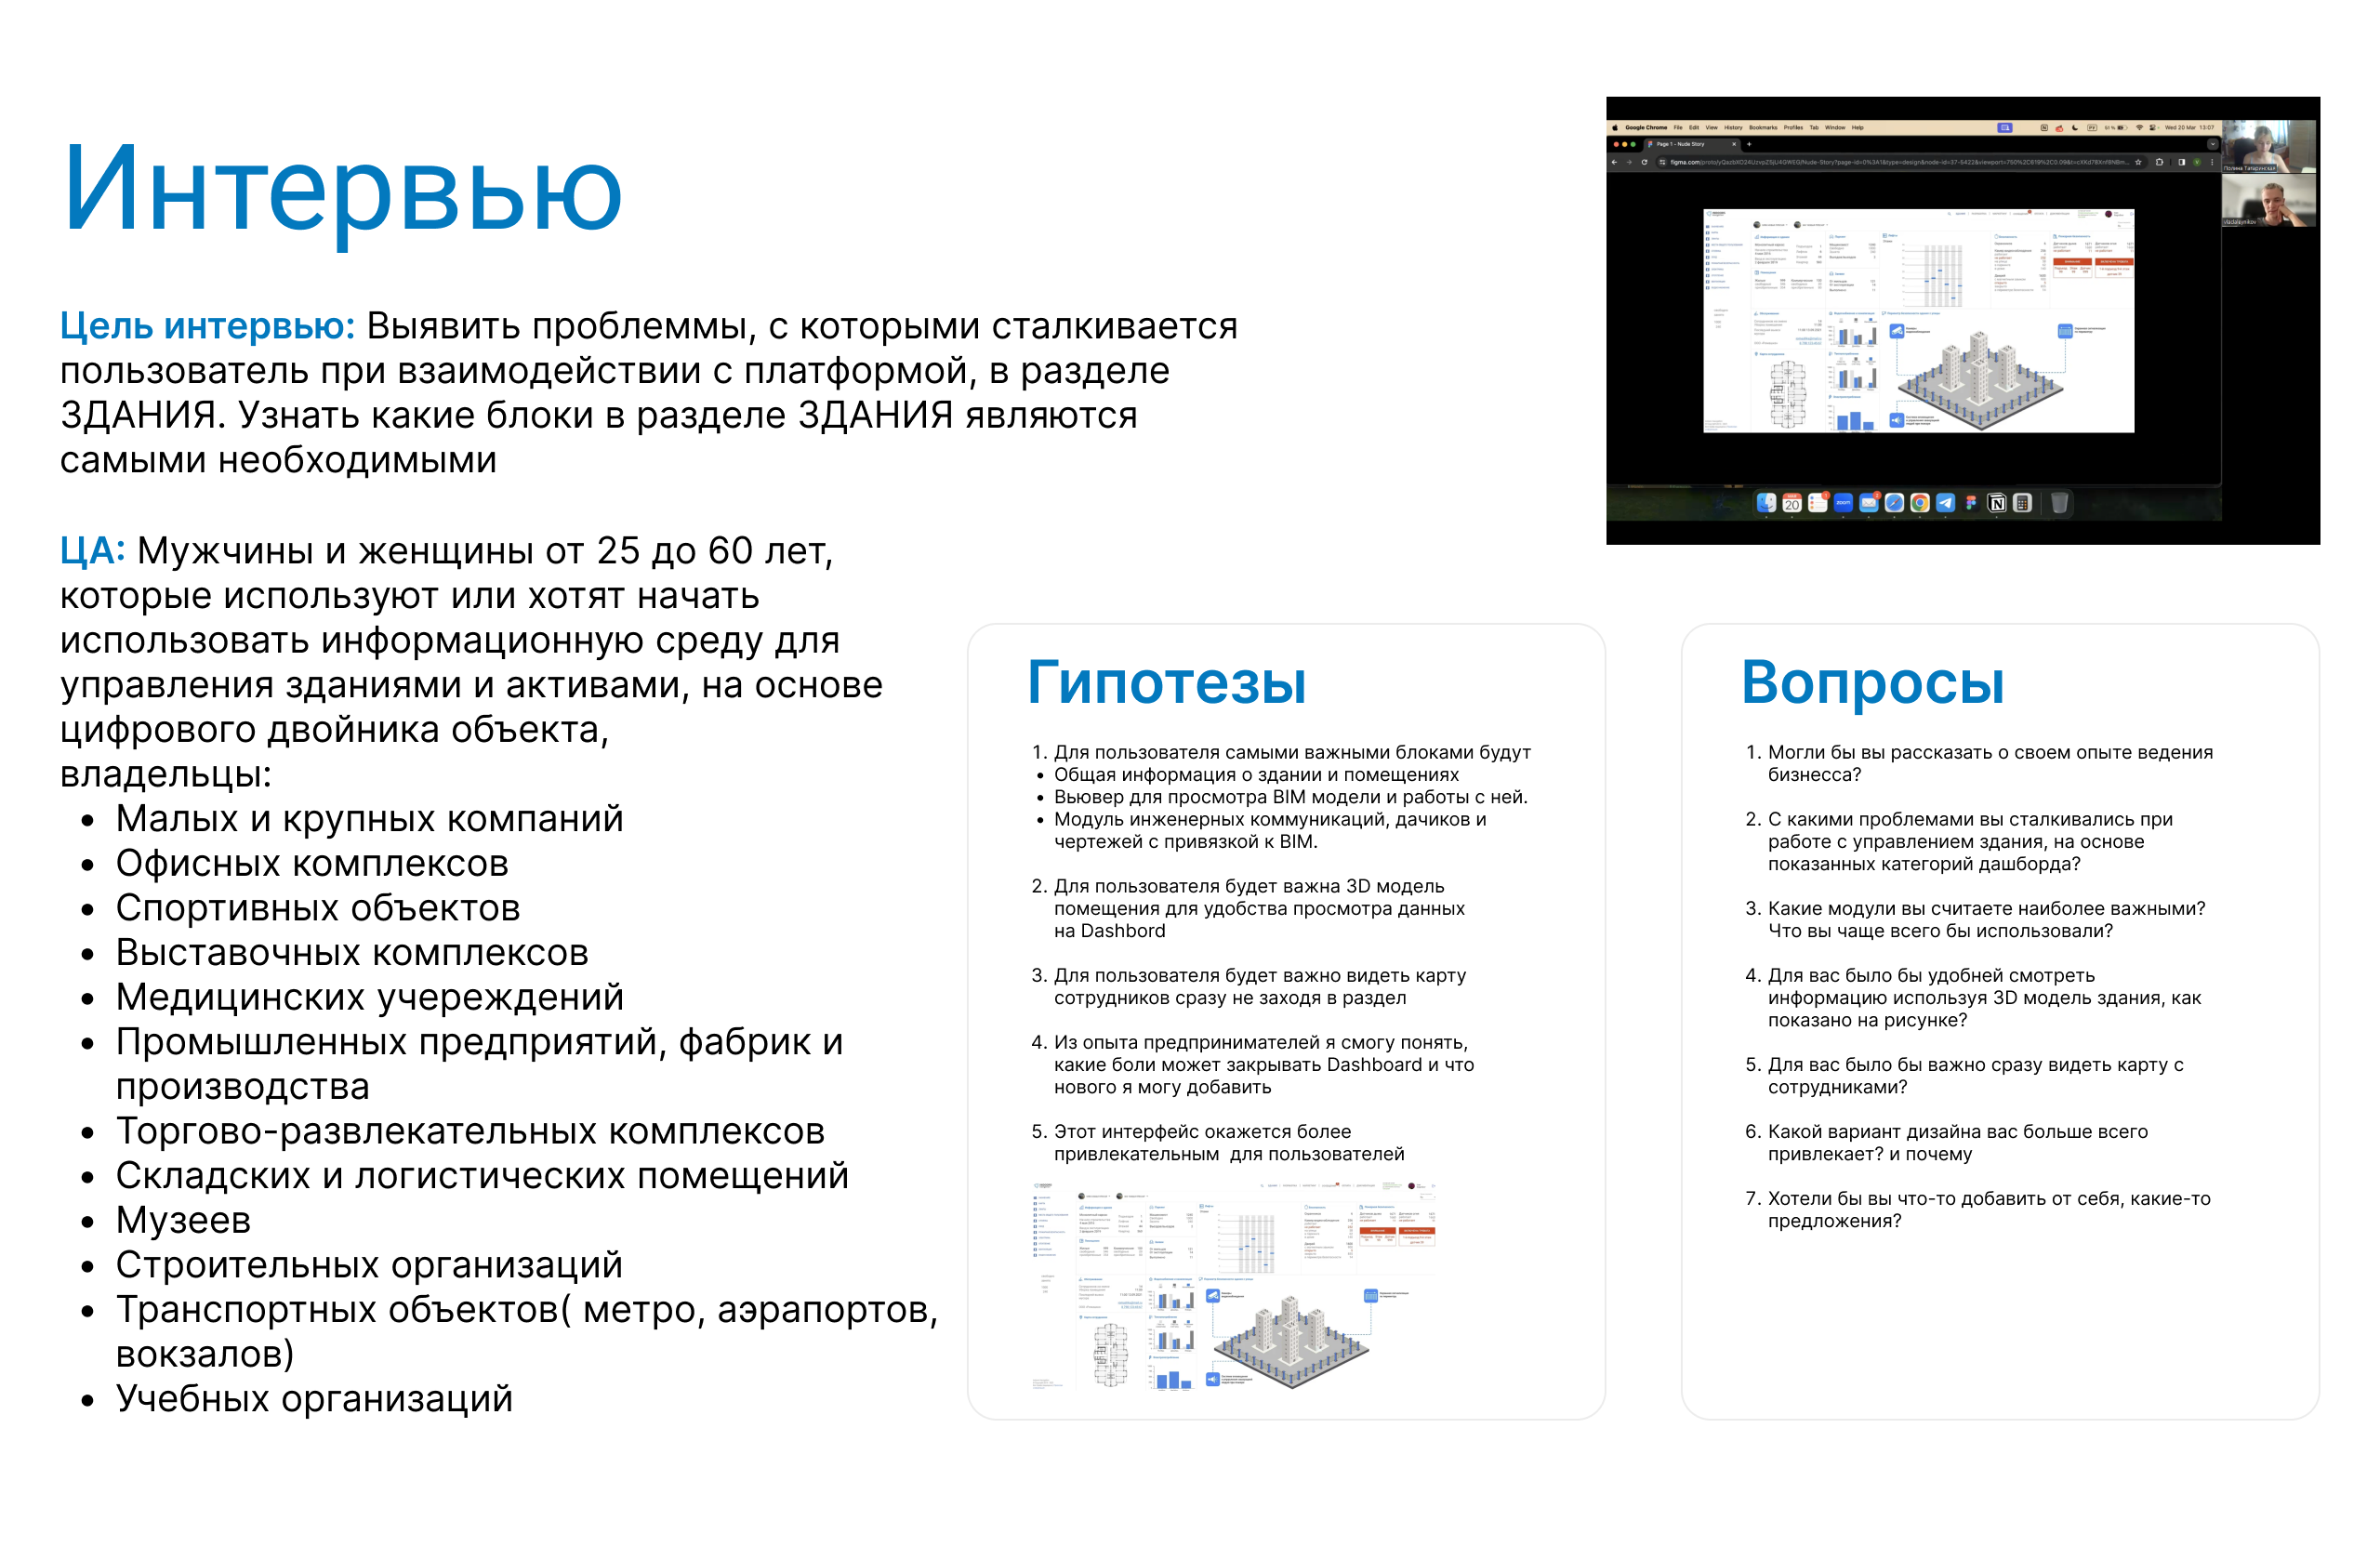 Интервью
Цель интервью: Выявить проблеммы, с которыми сталкивается
пользователь при взаимодействии с платформой, в разделе
ЗДАНИЯ. Узнать какие блоки в разделе ЗДАНИЯ являются
самыми необходимыми
ЦА: Мужчины и женщины от 25 до 60 лет,
которые используют или хотят начать
использовать информационную среду для
управления зданиями и активами, на основе
цифрового двойника объекта,
владельцы:
• Малых и крупных компаний
• Офисных комплексов
• Спортивных объектов
• Выставочных комплексов
• Медицинских учереждений
• Промышленных предприятий, фабрик и
производства
• Торгово-развлекательных комплексов
• Складских и логистических помещений
• Музеев
• Строительных организаций
• Транспортных объектов( метро, аэрапортов,
вокзалов)
• Учебных организаций
Google Chrome File Edit View History Bookmarks Profiles Tab Window Help
Wed 20 Mar 13:07
Page 1 - Nude Story
Полина Татаринская
Гипотезы
1. Для пользователя самыми важными блоками будут
• Общая информация о здании и помещениях
• Вьювер для просмотра BIM модели и работы с ней.
• Модуль инженерных коммуникаций, дачиков и
чертежей с привязкой к BIM.
2. Для пользователя будет важна 3D модель
помещения для удобства просмотра данных
на Dashbord
3. Для пользователя будет важно видеть карту
сотрудников сразу не заходя в раздел
4. Из опыта предпринимателей я смогу понять,
какие боли может закрывать Dashboard и что
нового я могу добавить
5. Этот интерфейс окажется более
привлекательным для пользователей
Вопросы
1. Могли бы вы рассказать о своем опыте ведения
бизнесса?
2. С какими проблемами вы сталкивались при
работе с управлением здания, на основе
показанных категорий дашборда?
3. Какие модули вы считаете наиболее важными?
Что вы чаще всего бы использовали?
4. Для вас было бы удобней смотреть
информацию используя 3D модель здания, как
показано на рисунке?
5. Для вас было бы важно сразу видеть карту с
сотрудниками?
6. Какой вариант дизайна вас больше всего
привлекает? и почему
7. Хотели бы вы что-то добавить от себя, какие-то
предложения?